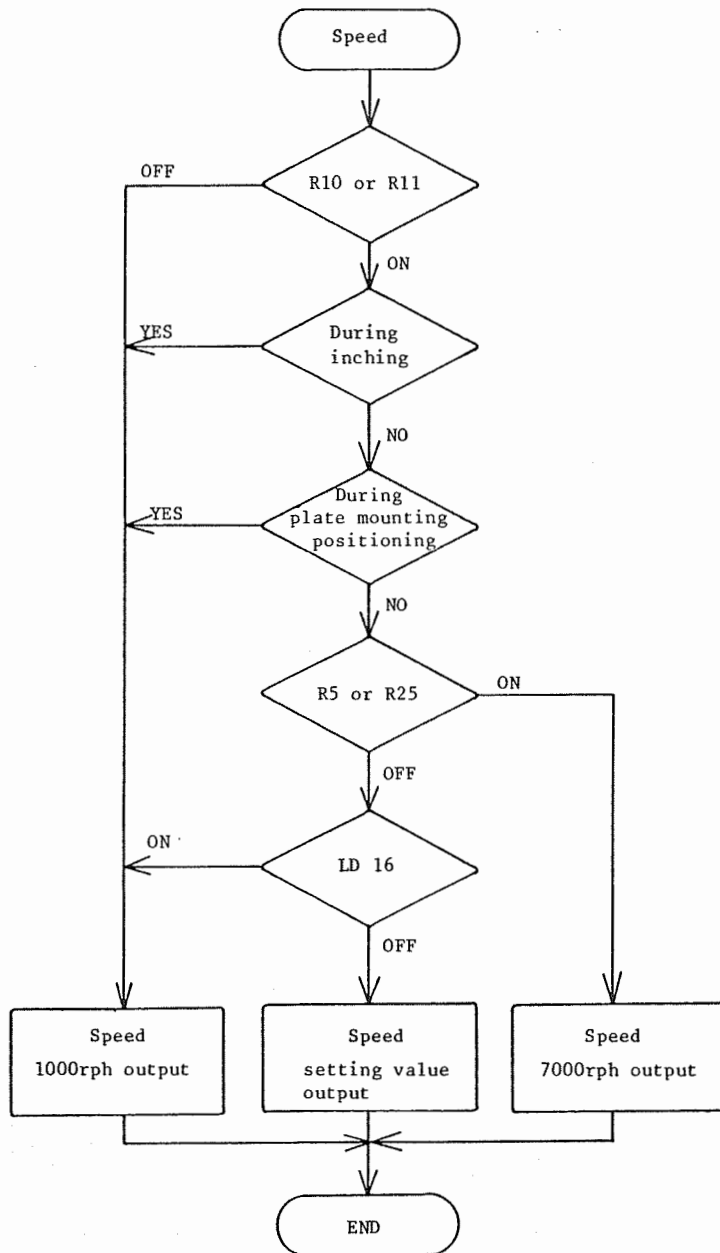 Speed
OFF
R10 or R11
ON
YES
During
inching
NO
YES
During
plate mounting
positioning
NO
R5 or R25
ON
OFF
ON
LD 16
OFF
Speed
1000rph output
Speed
setting value
output
Speed
7000rph output
END